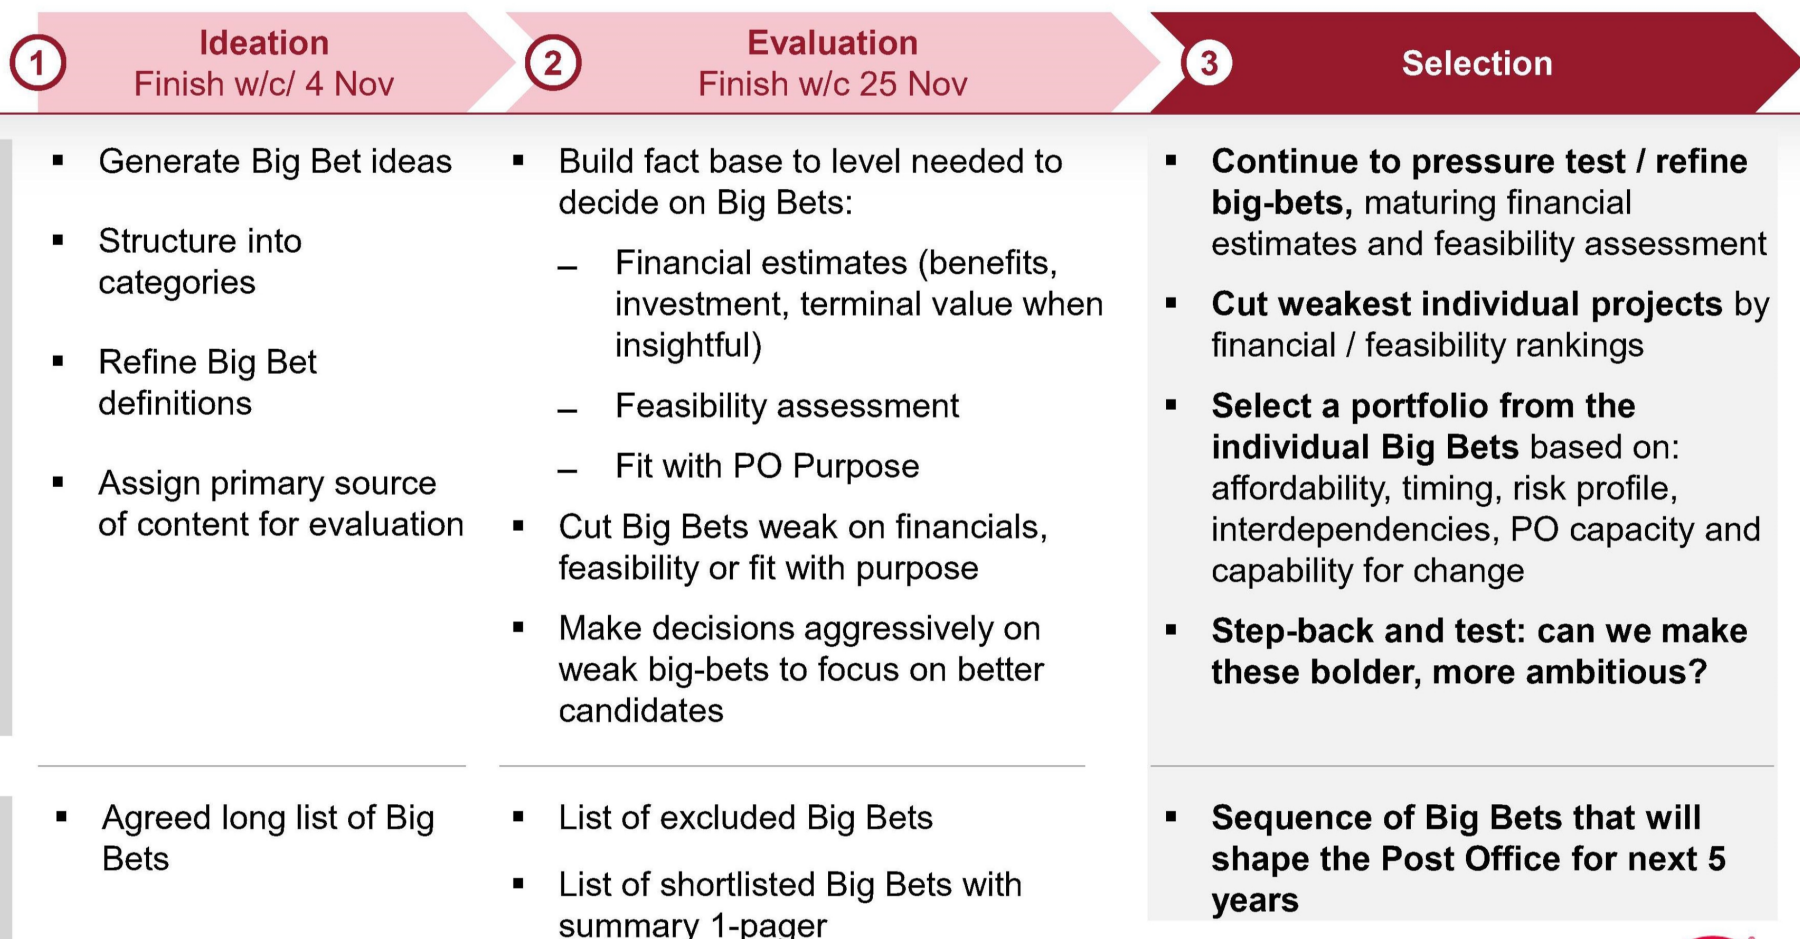 1
Ideation
Finish w/c/ 4 Nov
2
Evaluation
Finish w/c 25 Nov
3
Selection
▪ Generate Big Bet ideas
▪ Structure into
categories
▪ Refine Big Bet
definitions
▪ Assign primary source
of content for evaluation
▪ Build fact base to level needed to
decide on Big Bets:
– Financial estimates (benefits,
investment, terminal value when
insightful)
– Feasibility assessment
– Fit with PO Purpose
▪ Cut Big Bets weak on financials,
feasibility or fit with purpose
▪ Make decisions aggressively on
weak big-bets to focus on better
candidates
▪ Continue to pressure test / refine
big-bets, maturing financial
estimates and feasibility assessment
▪ Cut weakest individual projects by
financial / feasibility rankings
▪ Select a portfolio from the
individual Big Bets based on:
affordability, timing, risk profile,
interdependencies, PO capacity and
capability for change
▪ Step-back and test: can we make
these bolder, more ambitious?
▪ Agreed long list of Big
Bets
▪ List of excluded Big Bets
▪ List of shortlisted Big Bets with
summary 1-pager
▪ Sequence of Big Bets that will
shape the Post Office for next 5
years